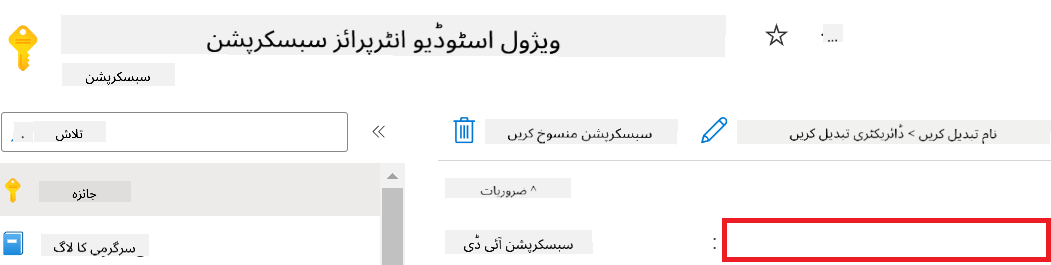 ویژول اسٹوڈیو انٹرپرائز سبسکرپشن
...
سبسکرپشن
تلاش
»
سبسکرپشن منسوخ کریں
نام تبدیل کریں > ڈائریکٹری تبدیل کریں
جائزہ
^ ضروریات
سرگرمی کا لاگ
سبسکرپشن آئی ڈی :